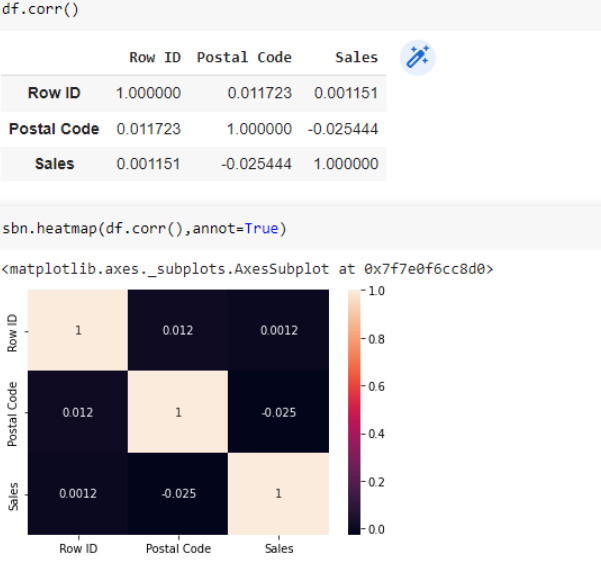 df.corr()
Row ID Postal Code Sales
Row ID 1.000000 0.011723 0.001151
Postal Code 0.011723 1.000000 -0.025444
Sales 0.001151 -0.025444 1.000000
sbn.heatmap(df.corr(),annot=True)
<matplotlib.axes._subplots.AxesSubplot at 0x7f7e0f6cc8d0>
Row ID
1 0.012 0.0012
Postal Code
0.012 1 -0.025
Sales
0.0012 -0.025 1
Row ID Postal Code Sales
1.0
0.8
0.6
0.4
0.2
0.0